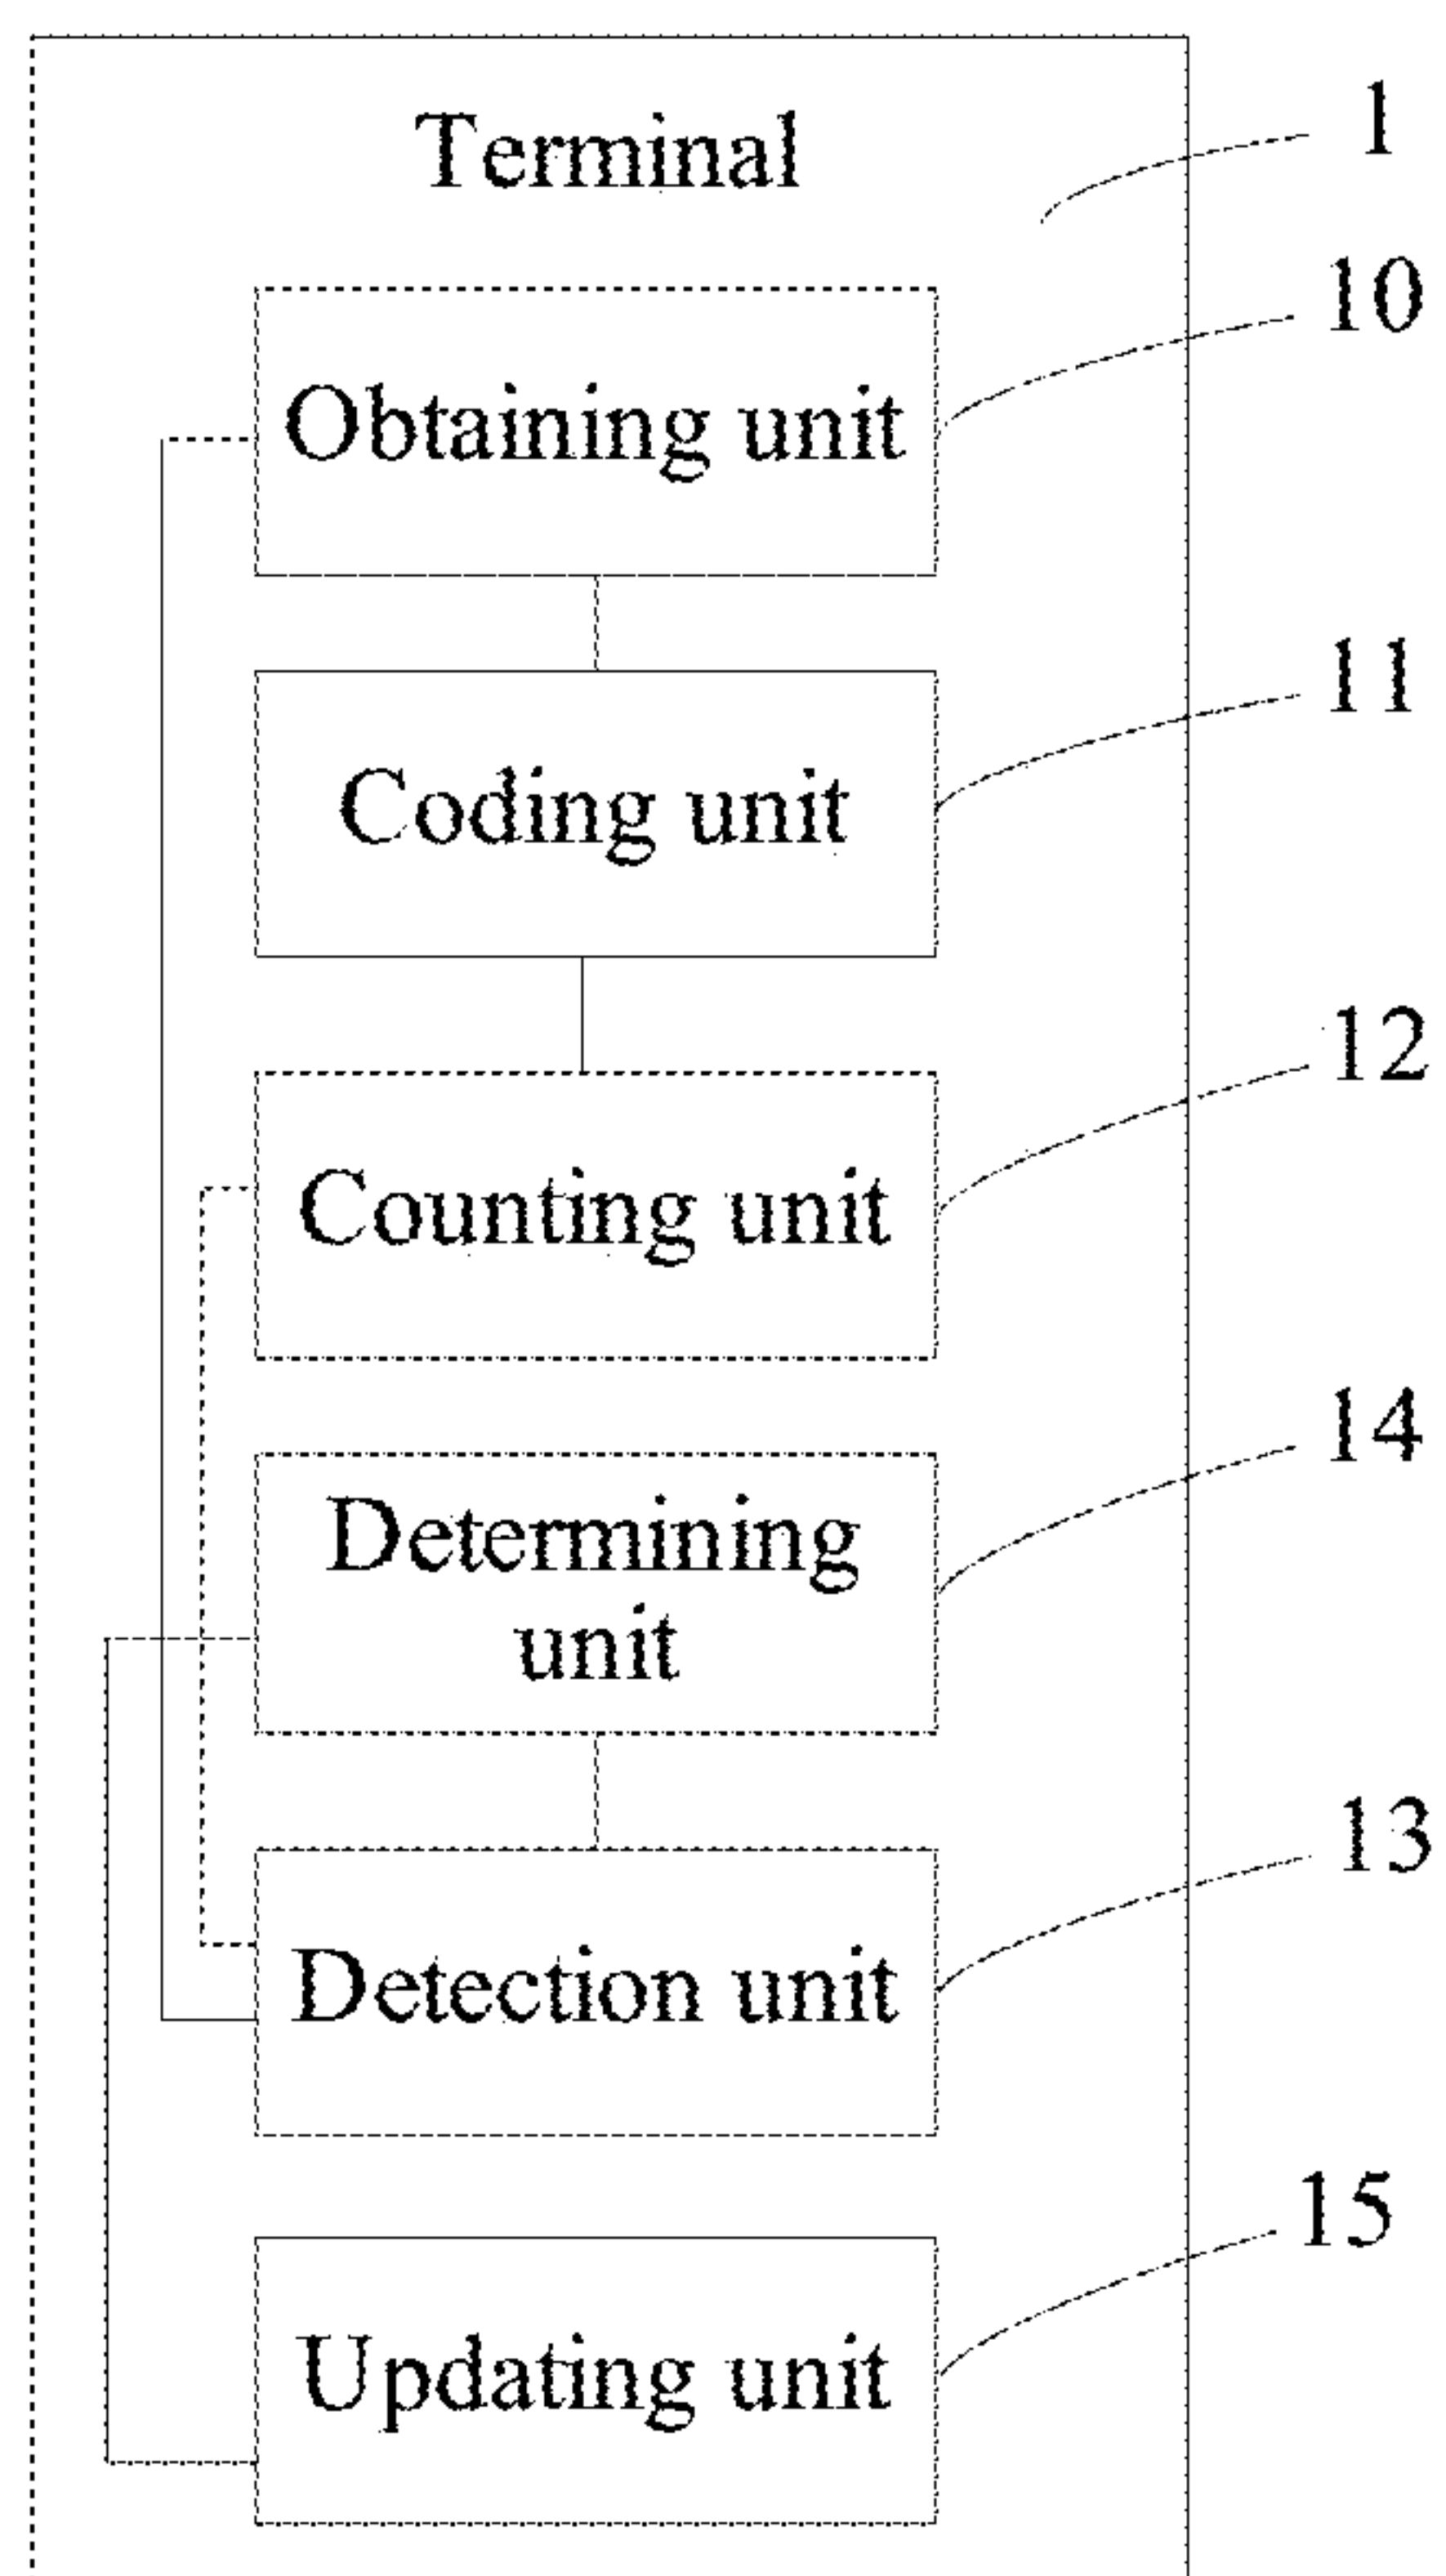 Terminal
1
10
Obtaining unit
11
Coding unit
12
Counting unit
14
Determining
unit
13
Detection unit
15
Updating unit